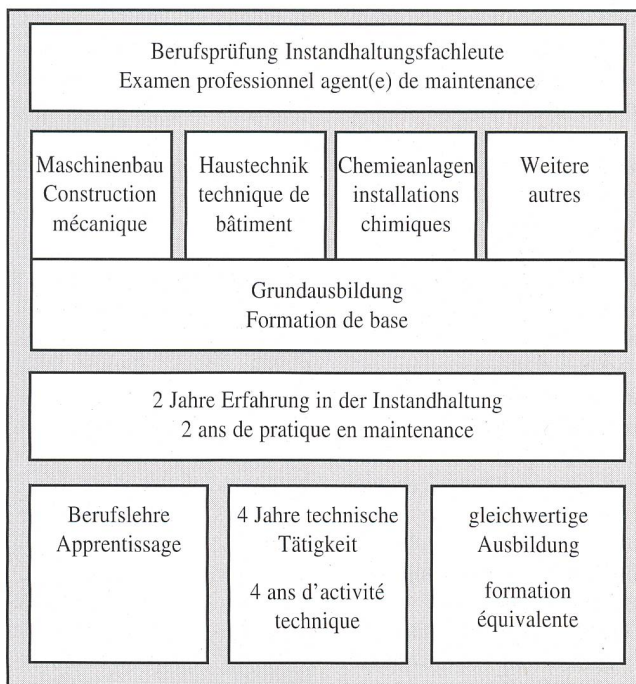 Berufsprüfung Instandhaltungsfachleute
Examen professionnel agent(e) de maintenance
Maschinenbau
Construction
mécanique
Haustechnik
technique de
bâtiment
Chemieanlagen
installations
chimiques
Weitere
autres
Grundausbildung
Formation de base
2 Jahre Erfahrung in der Instandhaltung
2 ans de pratique en maintenance
Berufslehre
Apprentissage
4 Jahre technische
Tätigkeit
4 ans d'activité
technique
gleichwertige
Ausbildung
formation
équivalente